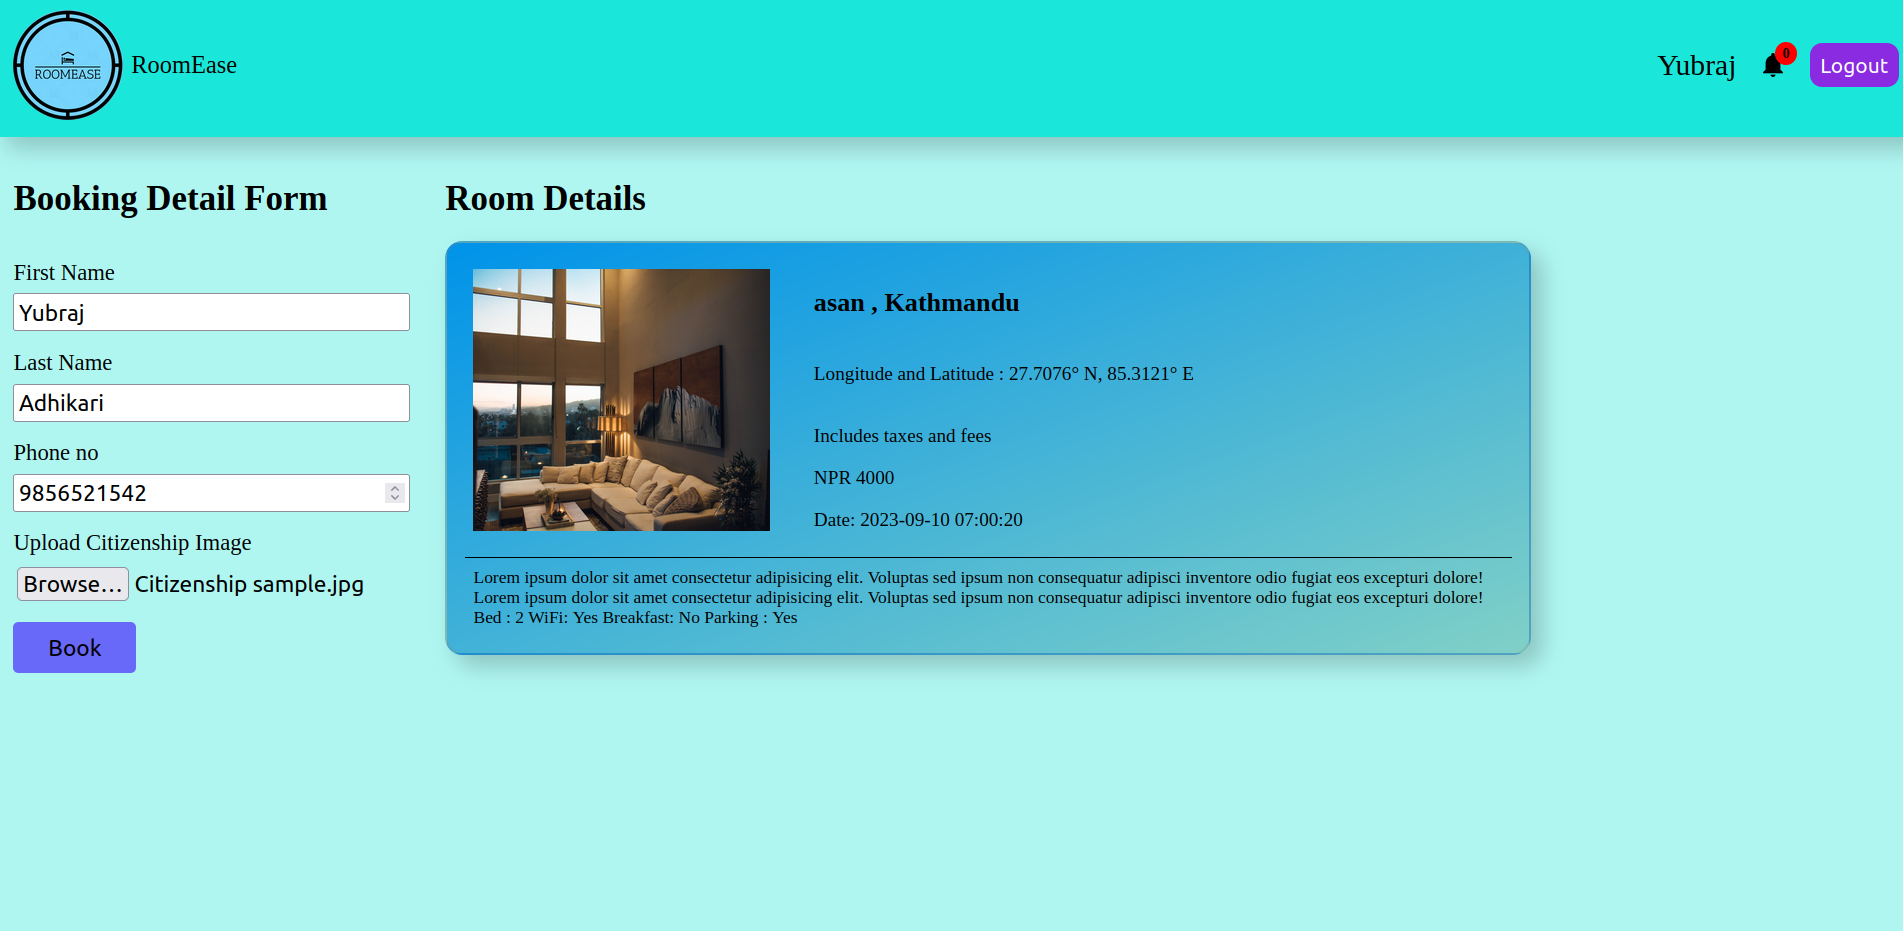 ROOMEASE
RoomEase
Yubraj
0
Logout
Booking Detail Form
First Name
Yubraj
Last Name
Adhikari
Phone no
9856521542
Upload Citizenship Image
Browse... Citizenship sample.jpg
Book
Room Details
asan , Kathmandu
Longitude and Latitude : 27.7076° N, 85.3121° E
Includes taxes and fees
NPR 4000
Date: 2023-09-10 07:00:20
Lorem ipsum dolor sit amet consectetur adipisicing elit. Voluptas sed ipsum non consequatur adipisci inventore odio fugiat eos excepturi dolore!
Lorem ipsum dolor sit amet consectetur adipisicing elit. Voluptas sed ipsum non consequatur adipisci inventore odio fugiat eos excepturi dolore!
Bed : 2 WiFi: Yes Breakfast: No Parking : Yes